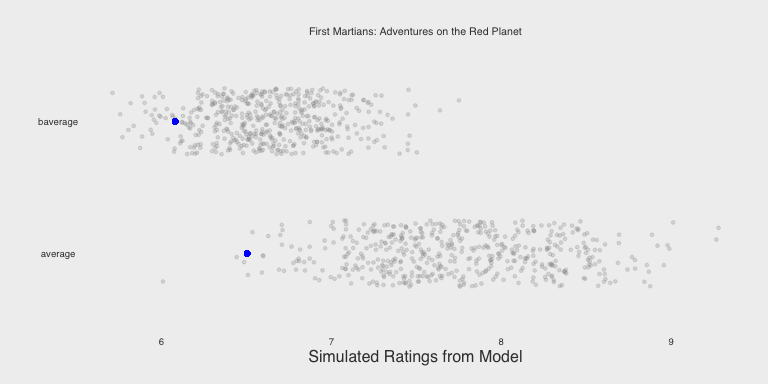 First Martians: Adventures on the Red Planet
baverage
average
6 7 8 9
Simulated Ratings from Model